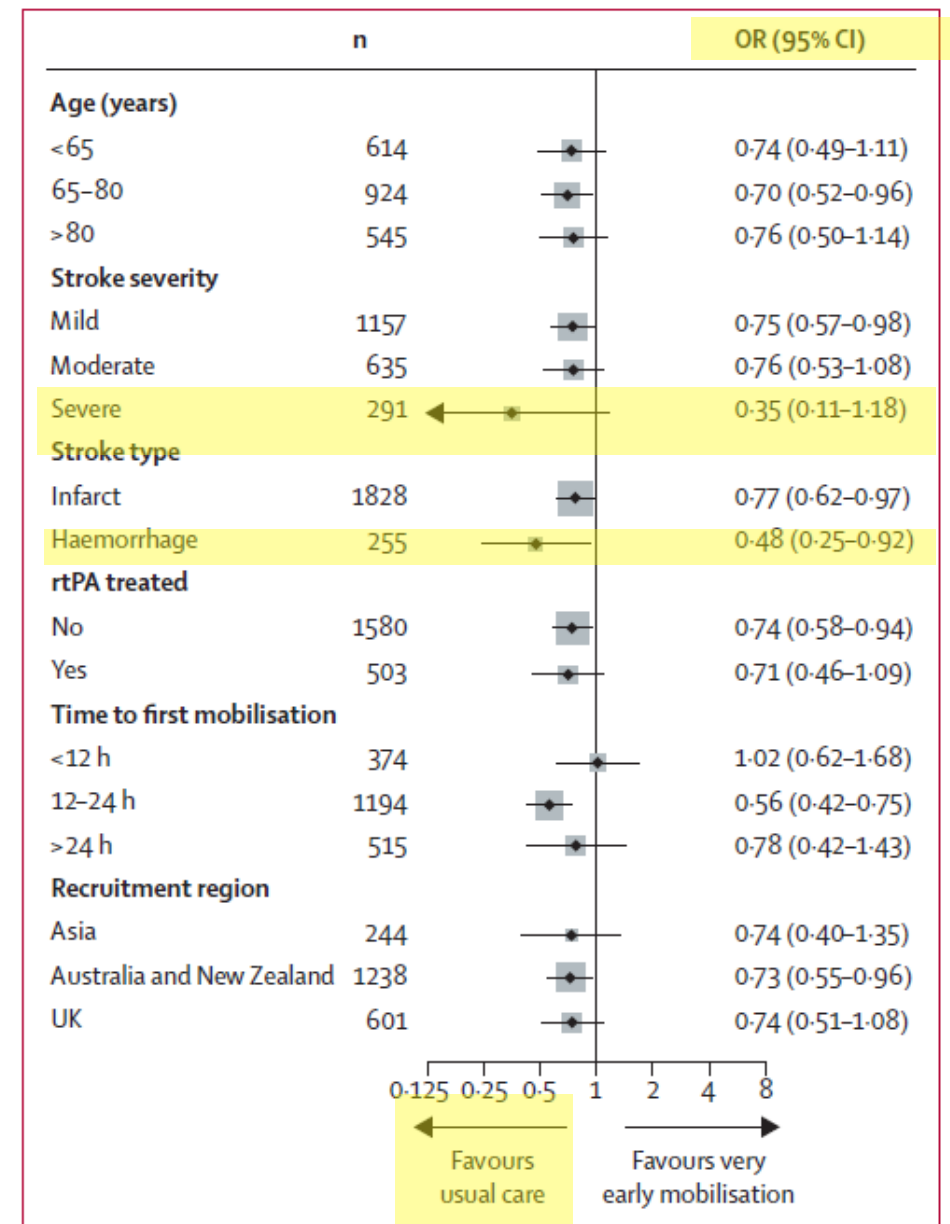 n OR (95% CI)
Age (years)
<65 614 0·74 (0·49–1·11)
65–80 924 0·70 (0·52–0·96)
>80 545 0·76 (0·50–1·14)
Stroke severity
Mild 1157 0·75 (0·57–0·98)
Moderate 635 0·76 (0·53–1·08)
Severe 291 0·35 (0·11–1·18)
Stroke type
Infarct 1828 0·77 (0·62–0·97)
Haemorrhage 255 0·48 (0·25–0·92)
rtPA treated
No 1580 0·74 (0·58–0·94)
Yes 503 0·71 (0·46–1·09)
Time to first mobilisation
<12 h 374 1·02 (0·62–1·68)
12–24 h 1194 0·56 (0·42–0·75)
>24 h 515 0·78 (0·42–1·43)
Recruitment region
Asia 244 0·74 (0·40–1·35)
Australia and New Zealand 1238 0·73 (0·55–0·96)
UK 601 0·74 (0·51–1·08)
0·125 0·25 0·5 1 2 4 8
Favours Favours very
usual care early mobilisation